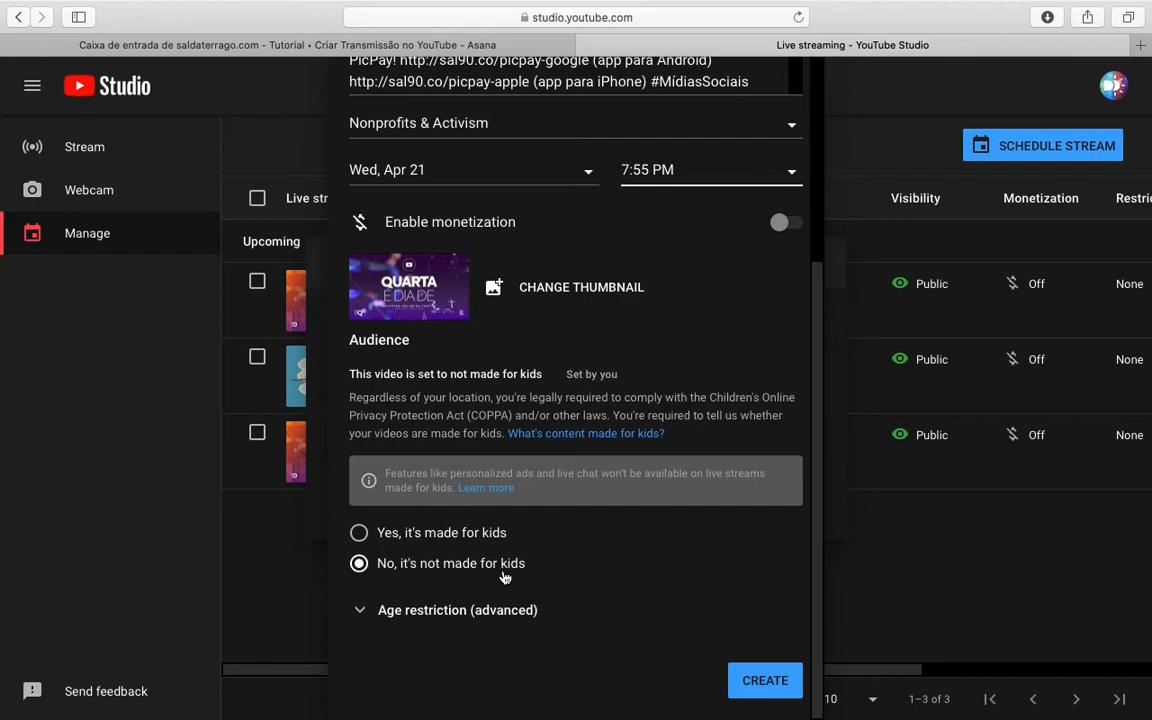 studio.youtube.com
Caixa de entrada de saldaterrago.com - Tutorial • Criar Transmissão no YouTube - Asana
Live streaming - YouTube Studio
PicPay! http://sal90.co/picpay-google (app para Android)
http://sal90.co/picpay-apple (app para iPhone) #MídiasSociais
Studio
Stream
Webcam
Manage
Send feedback
SCHEDULE STREAM
Live str
Visibility
Monetization
Restri
Upcoming
Public
Off
None
Public
Off
None
Public
Off
None
Nonprofits & Activism
Wed, Apr 21
7:55 PM
Enable monetization
QUARTA
É DIA DE
CHANGE THUMBNAIL
Audience
This video is set to not made for kids
Set by you
Regardless of your location, you're legally required to comply with the Children's Online
Privacy Protection Act (COPPA) and/or other laws. You're required to tell us whether
your videos are made for kids. What's content made for kids?
Features like personalized ads and live chat won't be available on live streams
made for kids. Learn more
Yes, it's made for kids
No, it's not made for kids
Age restriction (advanced)
CREATE
10
1–3 of 3